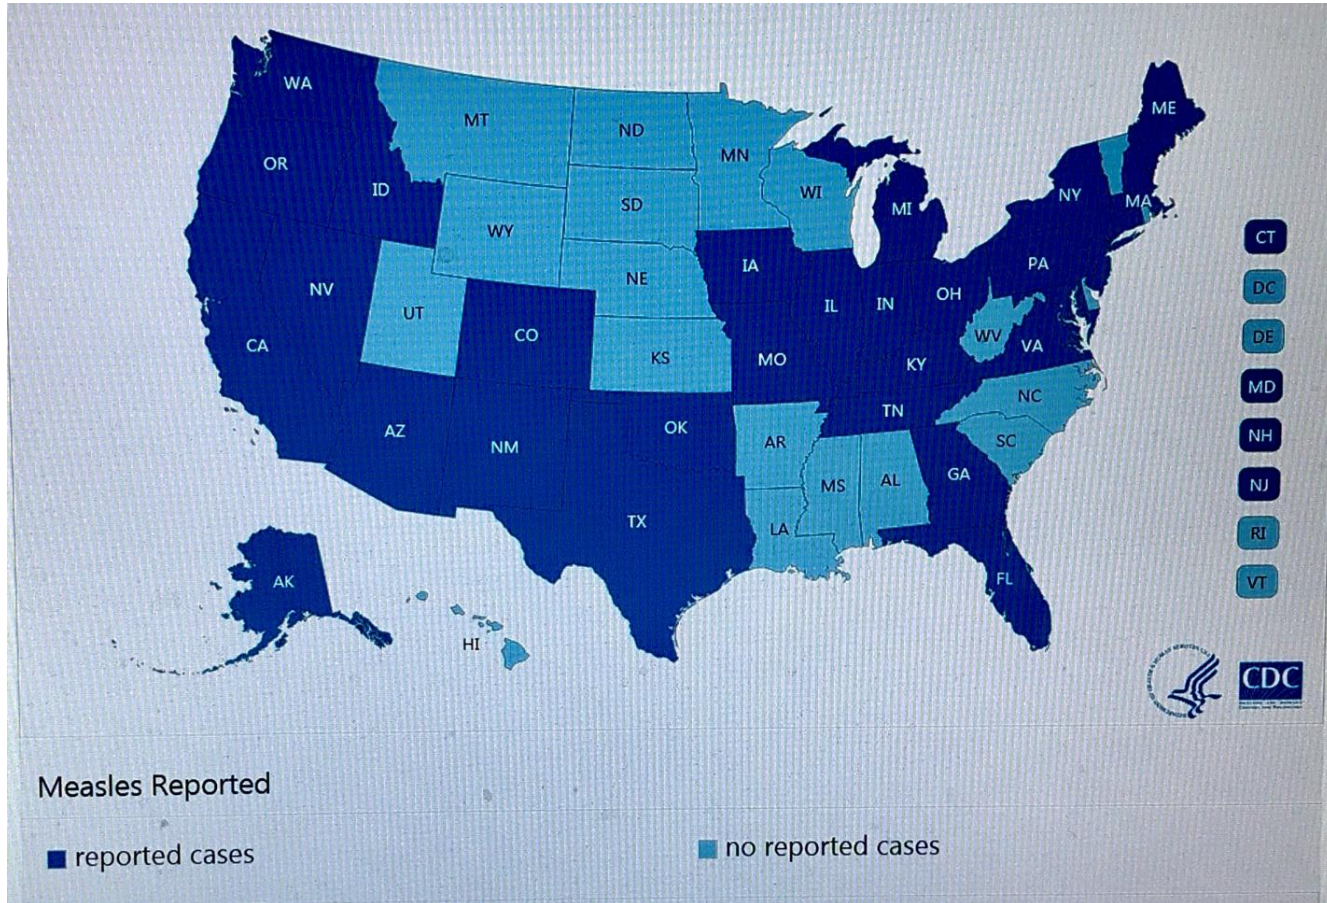 WA
MT
ND
MN
ME
OR
ID
WY
SD
WI
MI
NY
MA
NV
UT
CO
NE
IA
IL
IN
OH
PA
CA
KS
MO
KY
WV
VA
AZ
NM
OK
AR
TN
NC
SC
TX
LA
MS
AL
GA
FL
AK
HI
CT
DC
DE
MD
NH
NJ
RI
VT
CDC
Measles Reported
reported cases
no reported cases